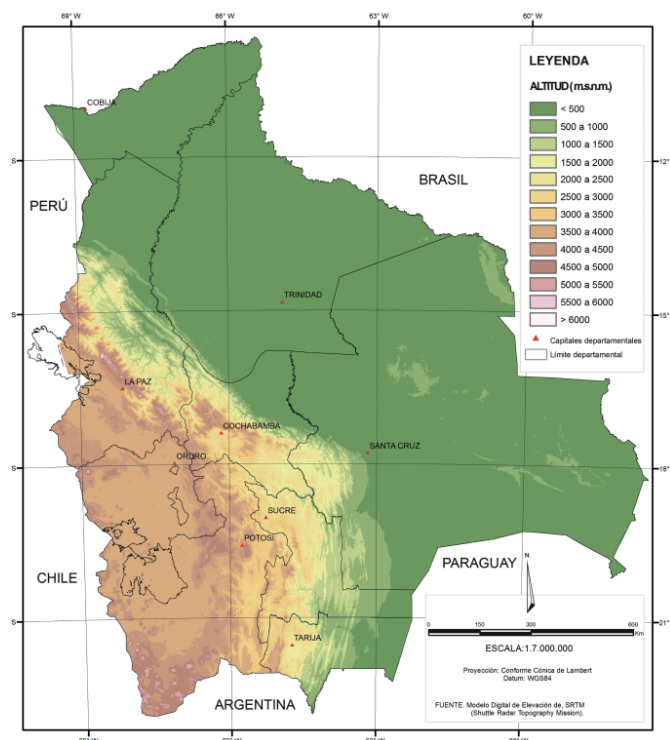 66° W
63° W
60° W
COBIJA
S
12°
BRASIL
PERÚ
TRINIDAD
S
15°
LA PAZ
COCHABAMBA
SANTA CRUZ
ORURO
S
18°
SUCRE
POTOSI
PARAGUAY
CHILE
S
21°
TARIJA
ARGENTINA
LEYENDA
ALTITUD (m.s.n.m.)
< 500
500 a 1000
1000 a 1500
1500 a 2000
2000 a 2500
2500 a 3000
3000 a 3500
3500 a 4000
4000 a 4500
4500 a 5000
5000 a 5500
5500 a 6000
> 6000
Capitales departamentales
Límite departamental
N
0 150 300 600
Km
ESCALA:1:7.000.000
Proyección: Conforme Cónica de Lambert
Datum: WGS84
FUENTE. Modelo Digital de Elevación de, SRTM
(Shuttle Radar Topography Mission).